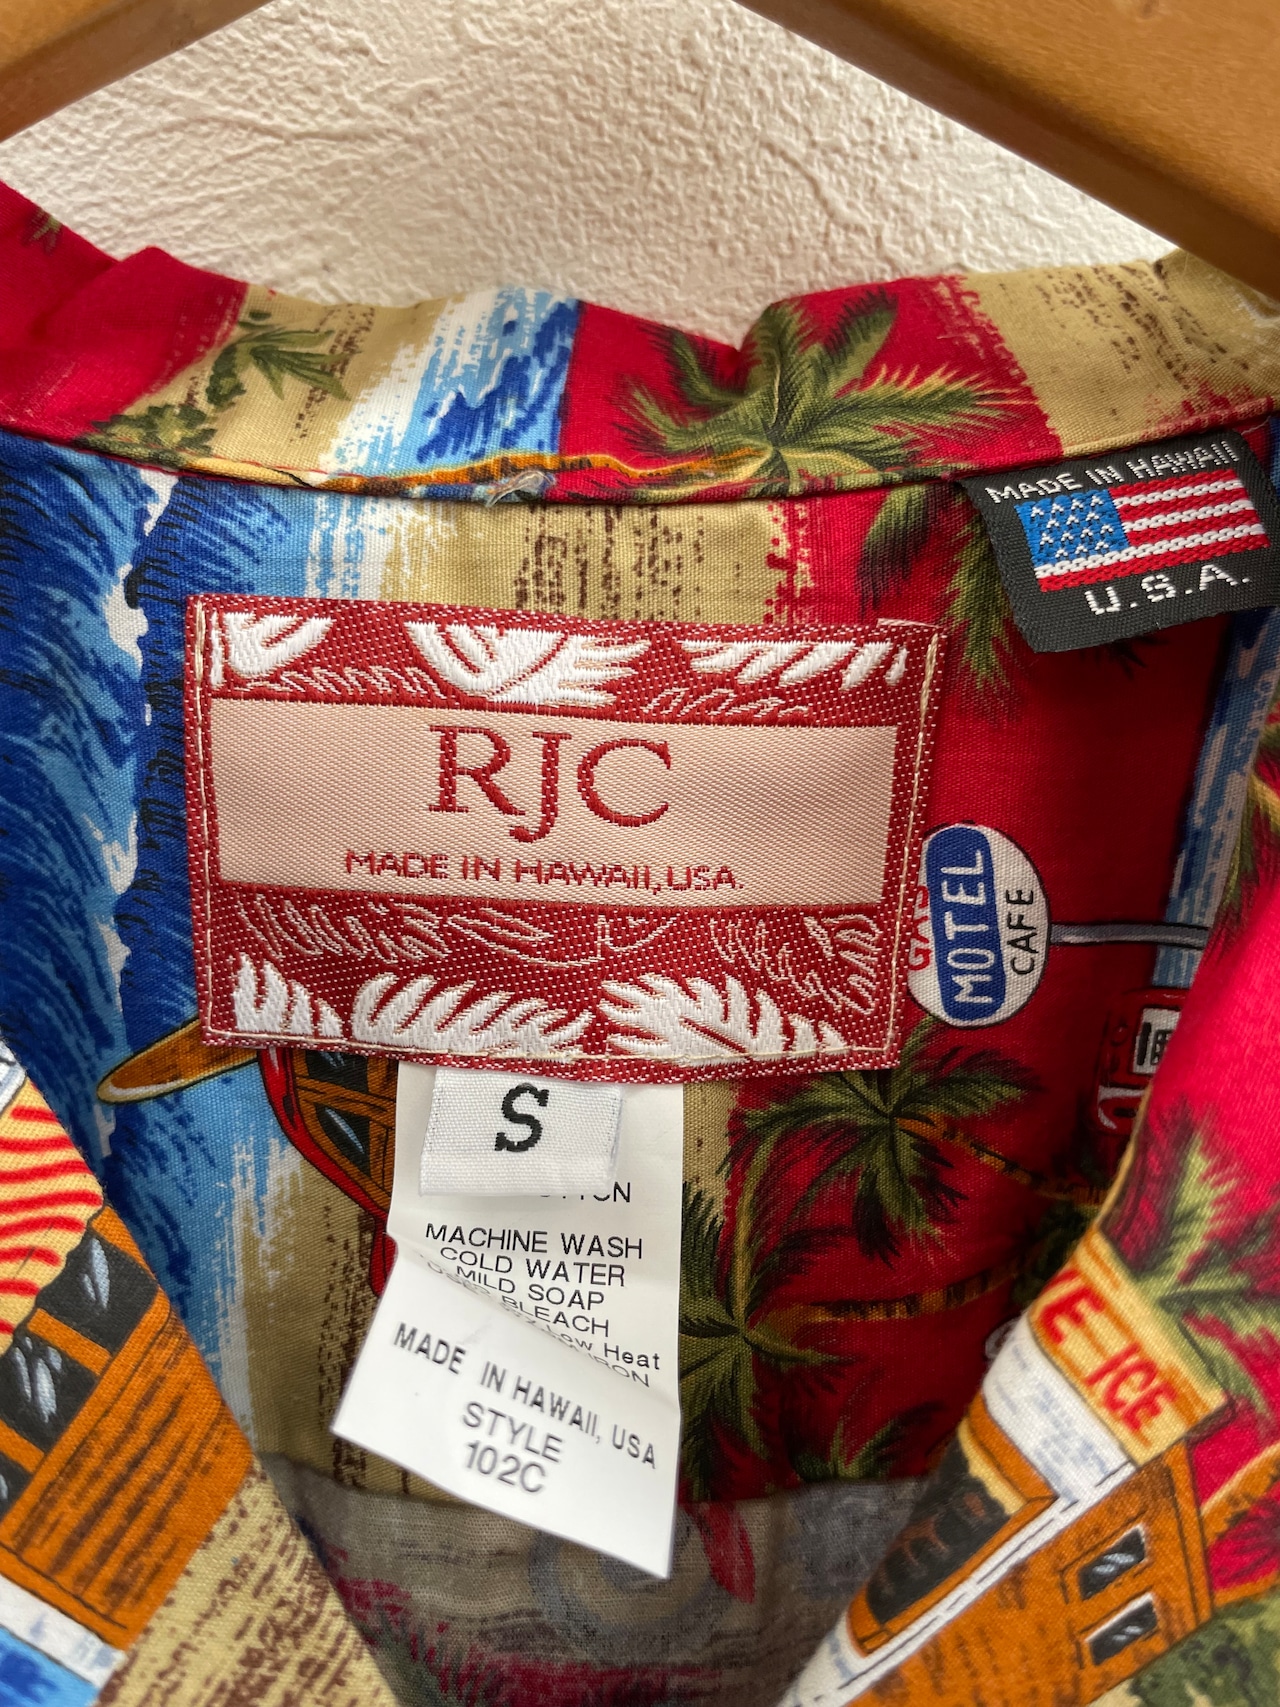 MADE IN HAWAII
U.S.A.
RJC
MADE IN HAWAII, USA.
MOTEL
CAFE
S
MACHINE WASH
COLD WATER
MILD SOAP
BLEACH
Low Heat
MADE IN HAWAII, USA
STYLE
102C
ICE